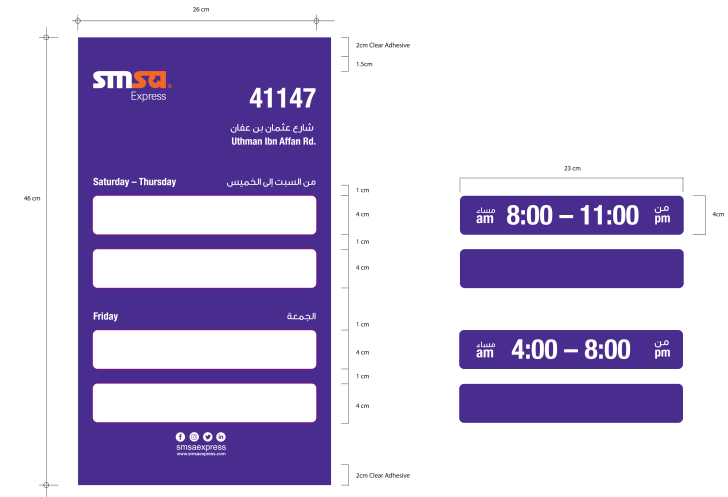 26 cm
2cm Clear Adhesive
1.5cm
smsa
Express
41147
شارع عثمان بن عفان
Uthman Ibn Affan Rd.
46 cm
Saturday – Thursday من السبت إلى الخميس
1 cm
4 cm
1 cm
4 cm
Friday الجمعة
1 cm
4 cm
1 cm
4 cm
smsaexpress
www.smsaexpress.com
2cm Clear Adhesive
23 cm
مساء am 8:00 – 11:00 من pm
4cm
مساء am 4:00 – 8:00 من pm